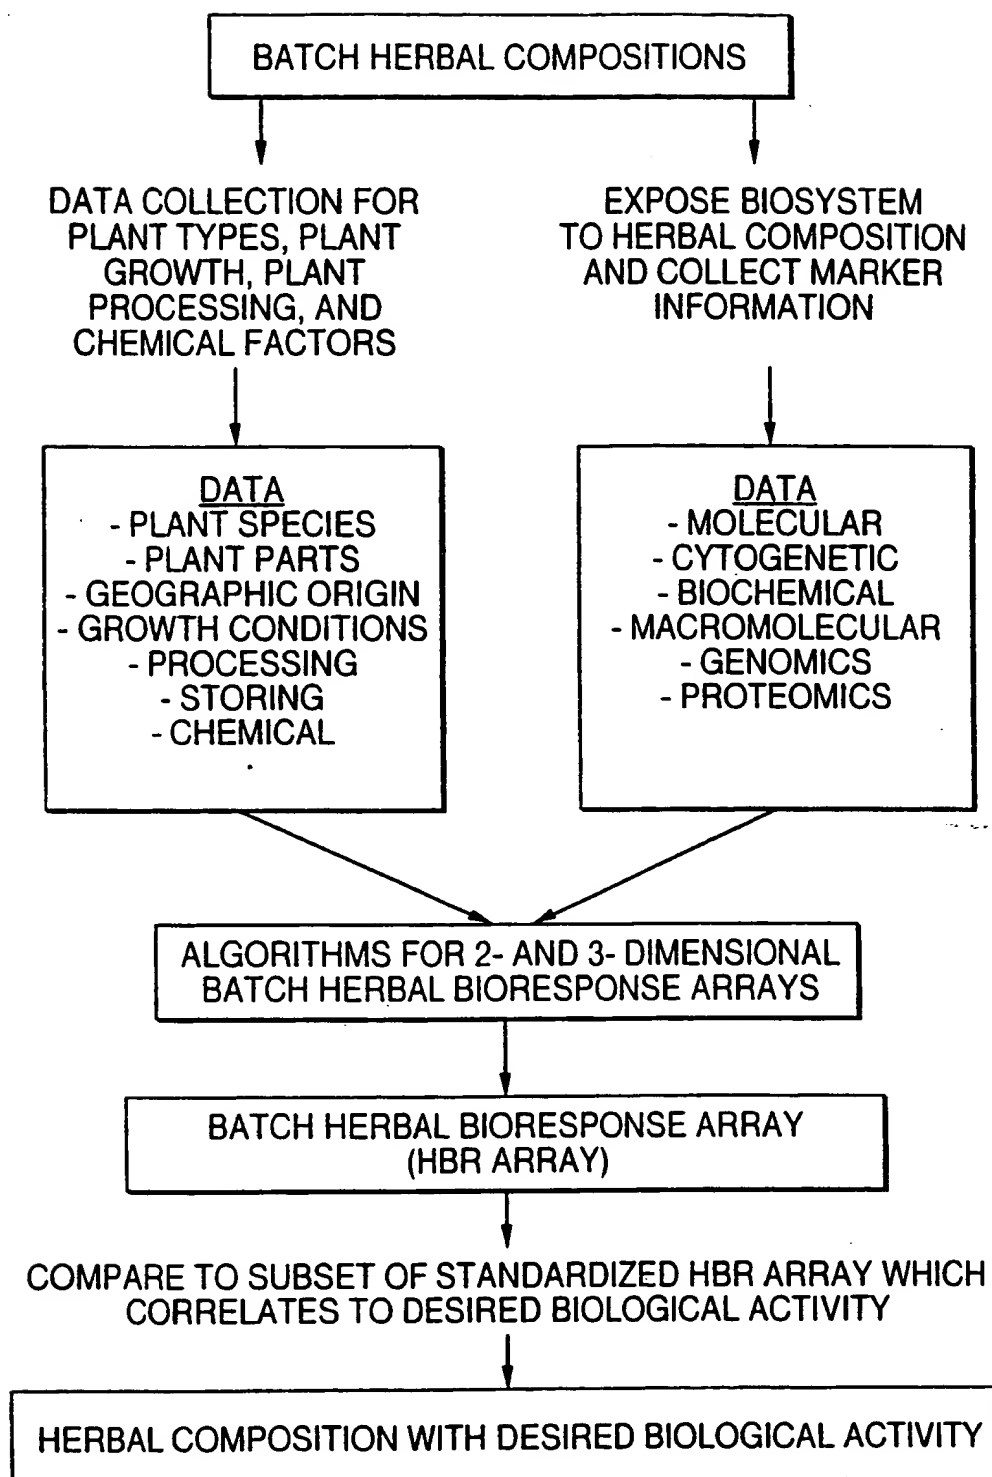 BATCH HERBAL COMPOSITIONS
DATA COLLECTION FOR
PLANT TYPES, PLANT
GROWTH, PLANT
PROCESSING, AND
CHEMICAL FACTORS
EXPOSE BIOSYSTEM
TO HERBAL COMPOSITION
AND COLLECT MARKER
INFORMATION
DATA
- PLANT SPECIES
- PLANT PARTS
- GEOGRAPHIC ORIGIN
- GROWTH CONDITIONS
- PROCESSING
- STORING
- CHEMICAL
DATA
- MOLECULAR
- CYTOGENETIC
- BIOCHEMICAL
- MACROMOLECULAR
- GENOMICS
- PROTEOMICS
ALGORITHMS FOR 2- AND 3- DIMENSIONAL
BATCH HERBAL BIORESPONSE ARRAYS
BATCH HERBAL BIORESPONSE ARRAY
(HBR ARRAY)
COMPARE TO SUBSET OF STANDARDIZED HBR ARRAY WHICH
CORRELATES TO DESIRED BIOLOGICAL ACTIVITY
HERBAL COMPOSITION WITH DESIRED BIOLOGICAL ACTIVITY